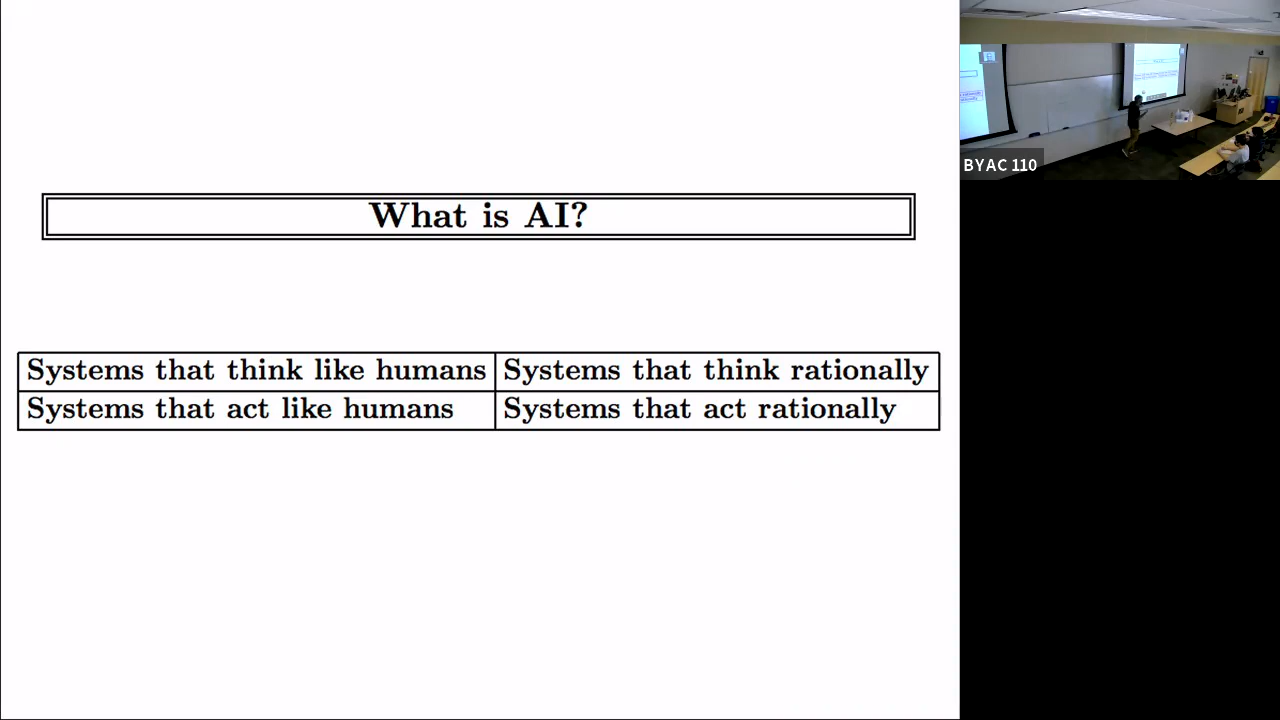 What is AI?
Systems that think like humans Systems that think rationally
Systems that act like humans Systems that act rationally
BYAC 110